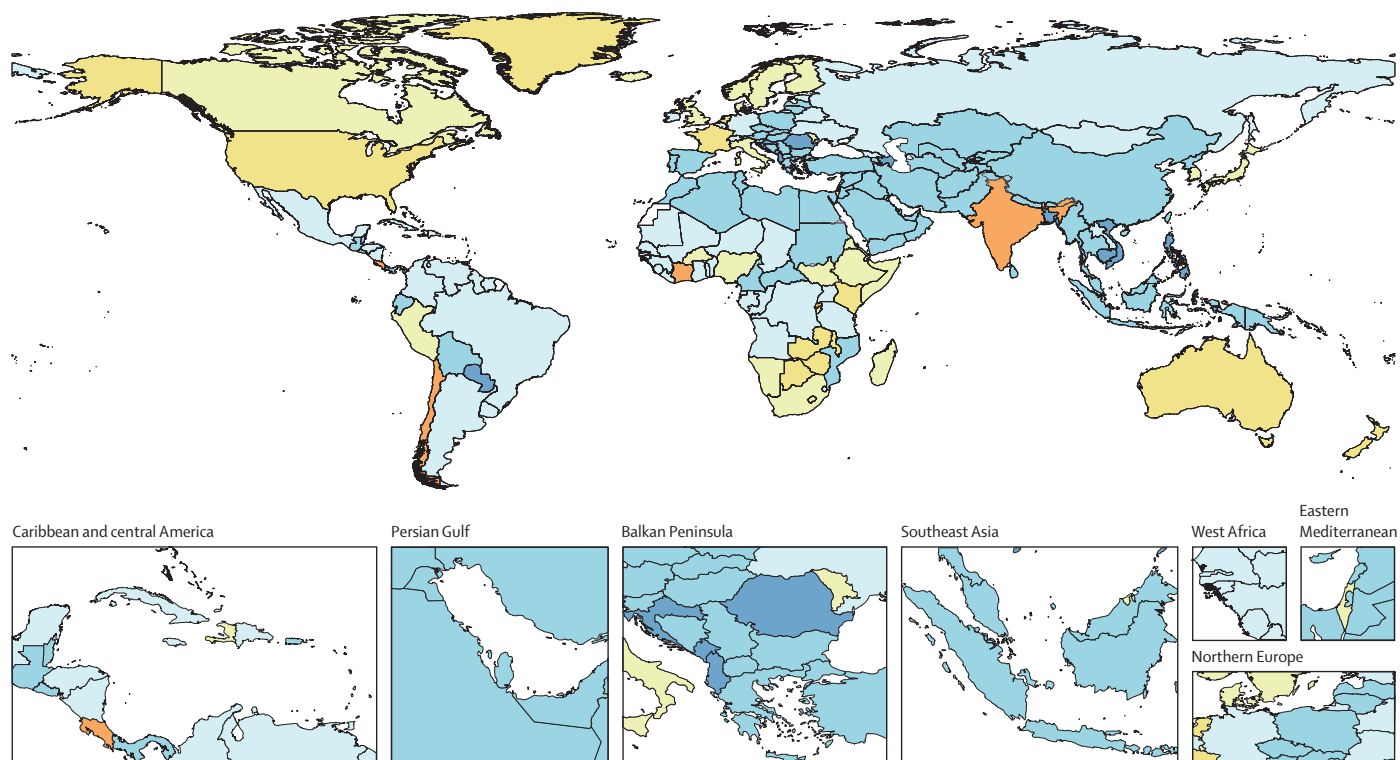 Caribbean and central America
Persian Gulf
Balkan Peninsula
Southeast Asia
West Africa
Eastern
Mediterranean
Northern Europe